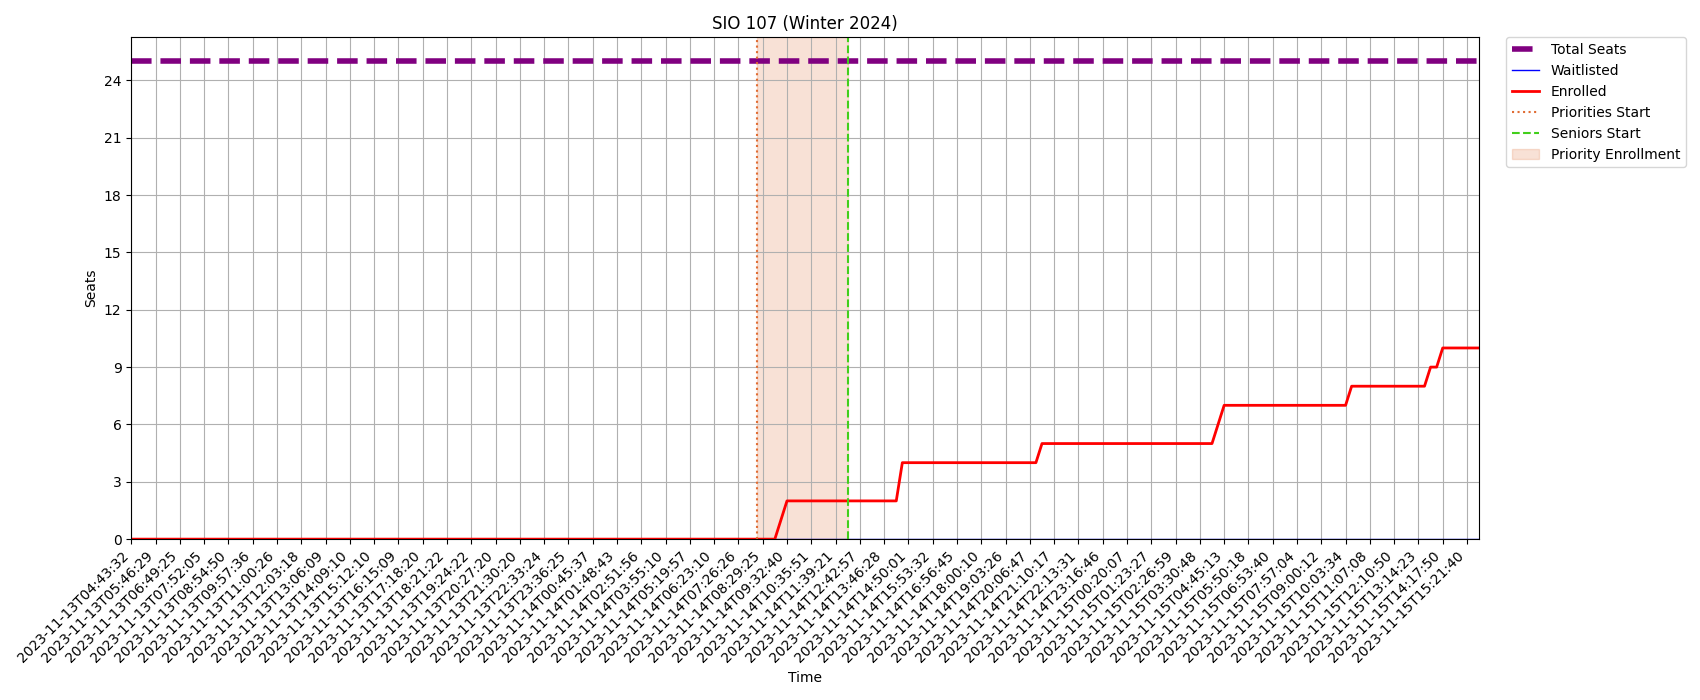 SIO 107 (Winter 2024)
Total Seats
Waitlisted
Enrolled
Priorities Start
Seniors Start
Priority Enrollment
Seats
24
21
18
15
12
9
6
3
0
2023-11-13T04:43:32
2023-11-13T05:46:29
2023-11-13T06:49:25
2023-11-13T07:52:05
2023-11-13T08:54:50
2023-11-13T09:57:36
2023-11-13T11:00:26
2023-11-13T12:03:18
2023-11-13T13:06:09
2023-11-13T14:09:10
2023-11-13T15:12:10
2023-11-13T16:15:09
2023-11-13T17:18:20
2023-11-13T18:21:22
2023-11-13T19:24:22
2023-11-13T20:27:20
2023-11-13T21:30:20
2023-11-13T22:33:24
2023-11-13T23:36:25
2023-11-14T00:45:37
2023-11-14T01:48:43
2023-11-14T02:51:56
2023-11-14T03:55:10
2023-11-14T05:19:57
2023-11-14T06:23:10
2023-11-14T07:26:26
2023-11-14T08:29:25
2023-11-14T09:32:40
2023-11-14T10:35:51
2023-11-14T11:39:21
2023-11-14T12:42:57
2023-11-14T13:46:28
2023-11-14T14:50:01
2023-11-14T15:53:32
2023-11-14T16:56:45
2023-11-14T18:00:10
2023-11-14T19:03:26
2023-11-14T20:06:47
2023-11-14T21:10:17
2023-11-14T22:13:31
2023-11-14T23:16:46
2023-11-15T00:20:07
2023-11-15T01:23:27
2023-11-15T02:26:59
2023-11-15T03:30:48
2023-11-15T04:45:13
2023-11-15T05:50:18
2023-11-15T06:53:40
2023-11-15T07:57:04
2023-11-15T09:00:12
2023-11-15T10:03:34
2023-11-15T11:07:08
2023-11-15T12:10:50
2023-11-15T13:14:23
2023-11-15T14:17:50
2023-11-15T15:21:40
Time